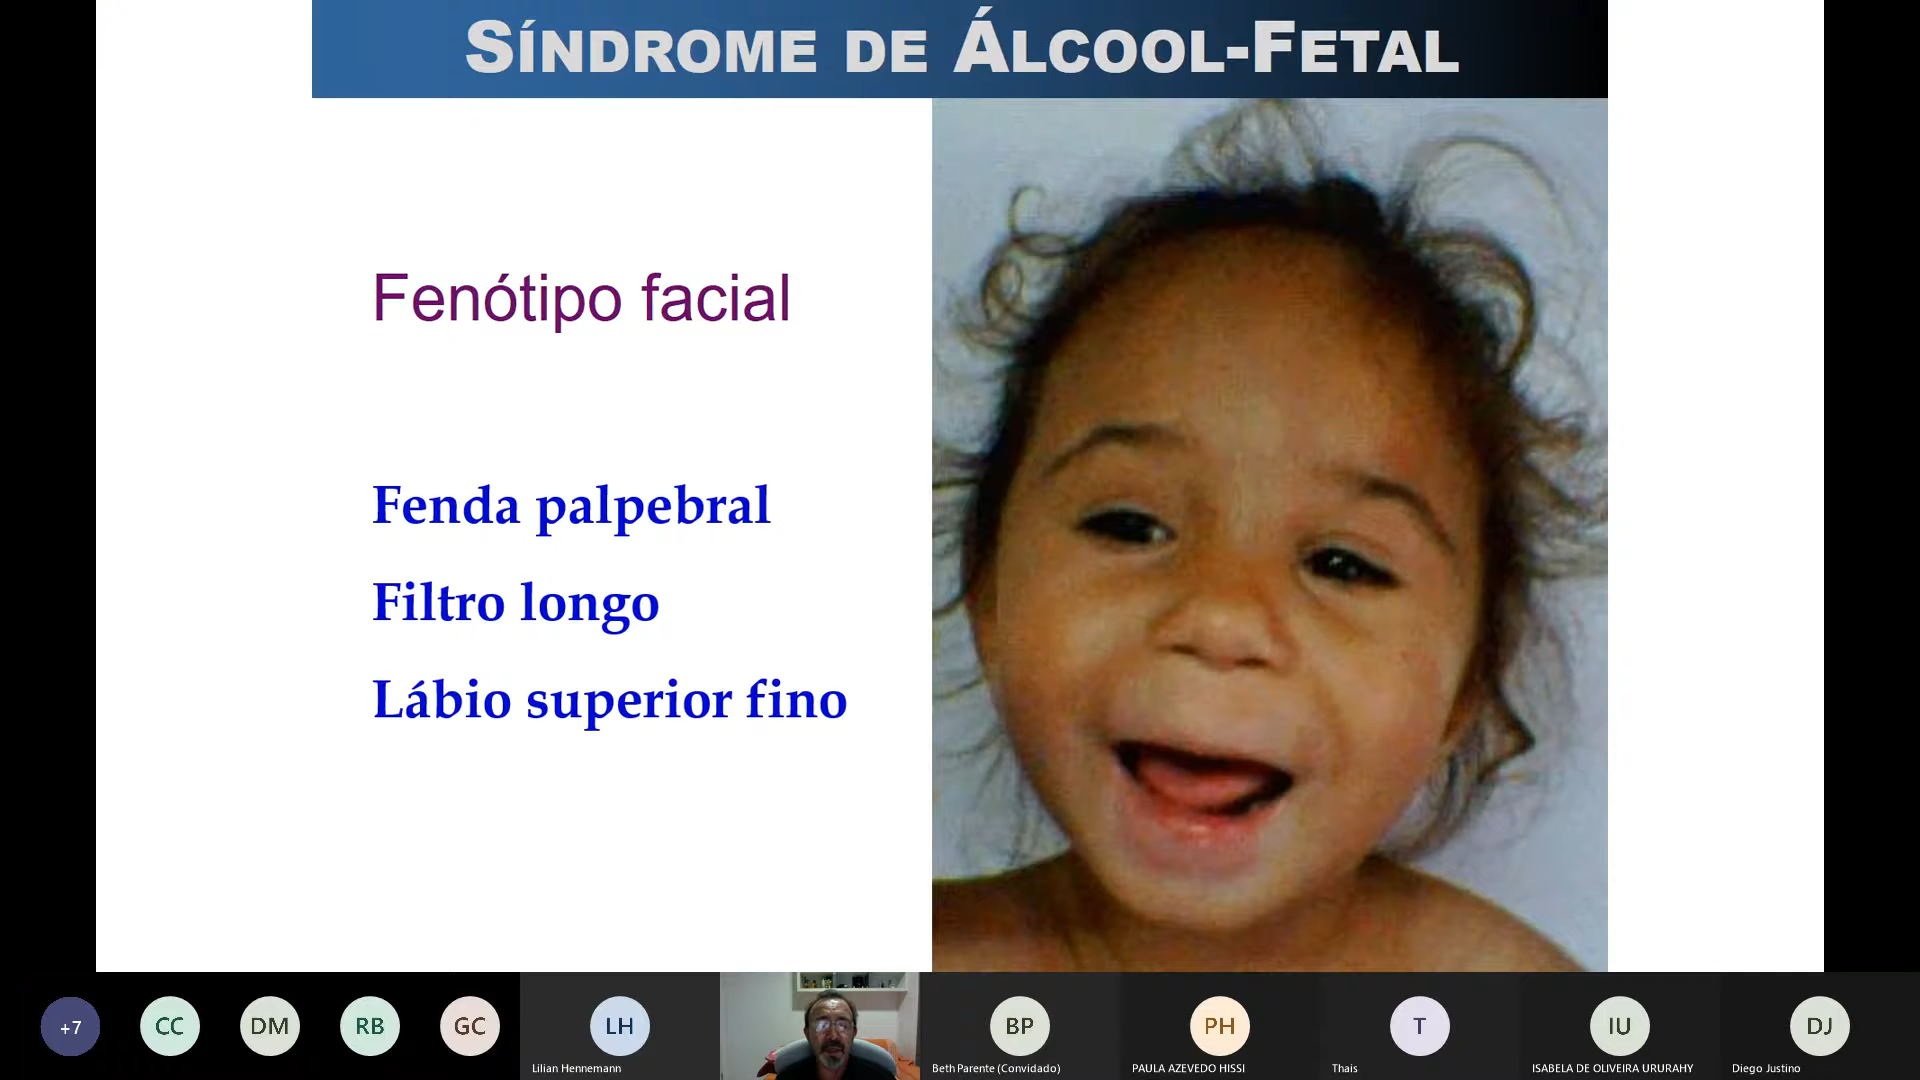 SÍNDROME DE ÁLCOOL-FETAL
Fenótipo facial
Fenda palpebral
Filtro longo
Lábio superior fino
+7
CC
DM
RB
GC
LH
BP
PH
T
IU
DJ
Lilian Hennemann
Beth Parente (Convidado)
PAULA AZEVEDO HISSI
Thais
ISABELA DE OLIVEIRA URURAHY
Diego Justino